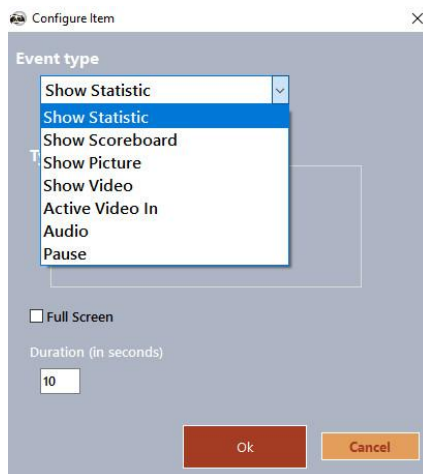 Configure Item
Event type
Show Statistic
Show Statistic
Show Scoreboard
Show Picture
Show Video
Active Video In
Audio
Pause
Full Screen
Duration (in seconds)
10
Ok
Cancel